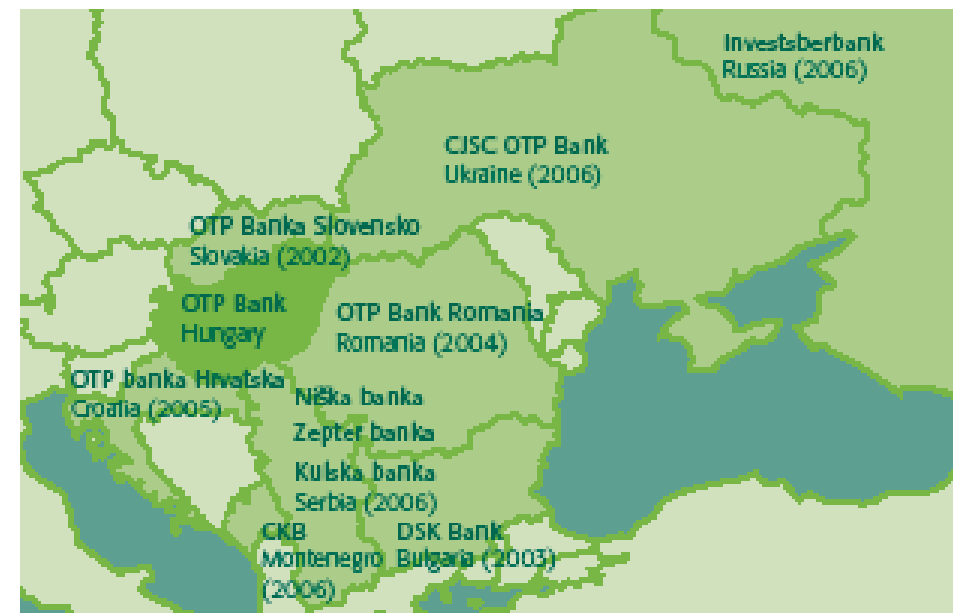 Investsberbank
Russia (2006)
CJSC OTP Bank
Ukraine (2006)
OTP Banka Slovensko
Slovakia (2002)
OTP Bank
Hungary
OTP Bank Romania
Romania (2004)
OTP banka Hrvatska
Croatia (2005)
Niška banka
Zepter banka
Kulska banka
Serbia (2006)
CKB
Montenegro
(2006)
DSK Bank
Bulgaria (2003)